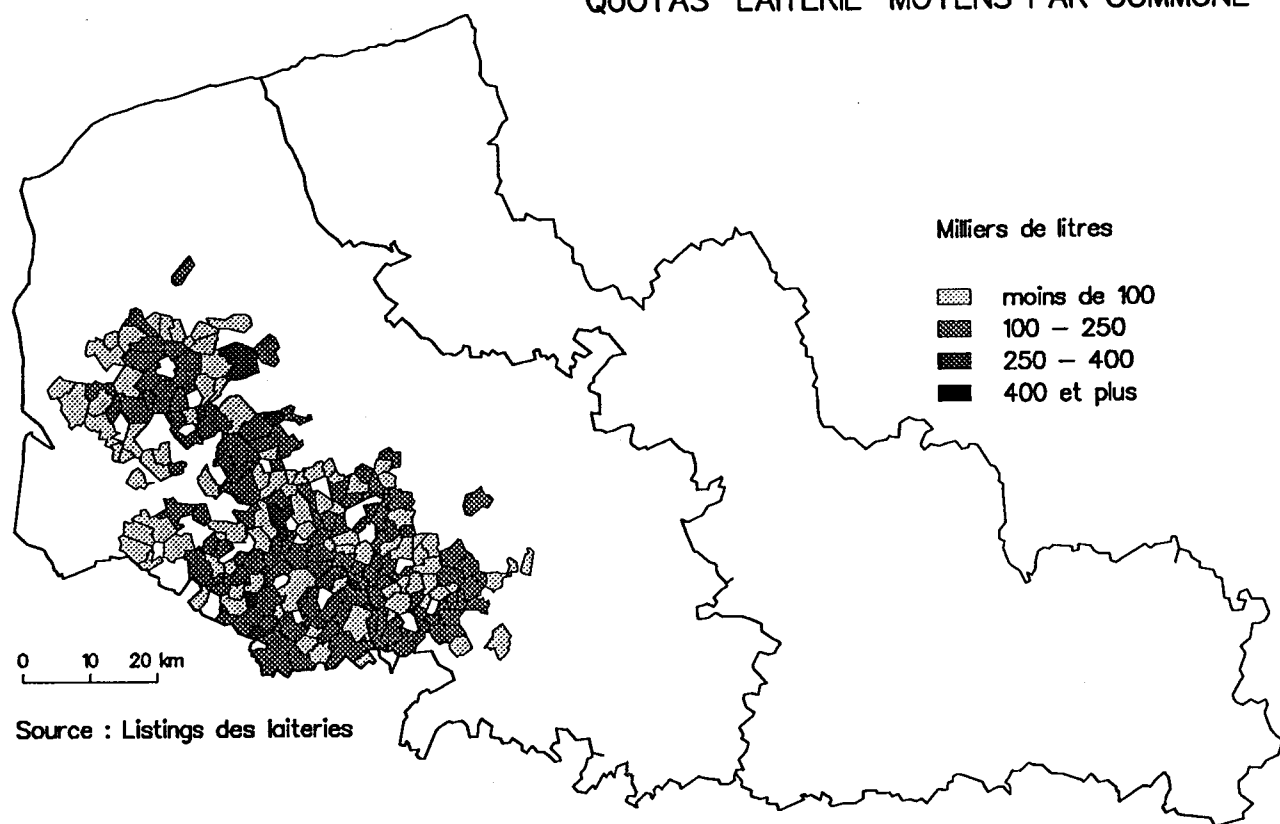 QUOTAS LAITERIE MOYENS PAR COMMUNE
Milliers de litres
moins de 100
100 – 250
250 – 400
400 et plus
0 10 20 km
Source : Listings des laiteries